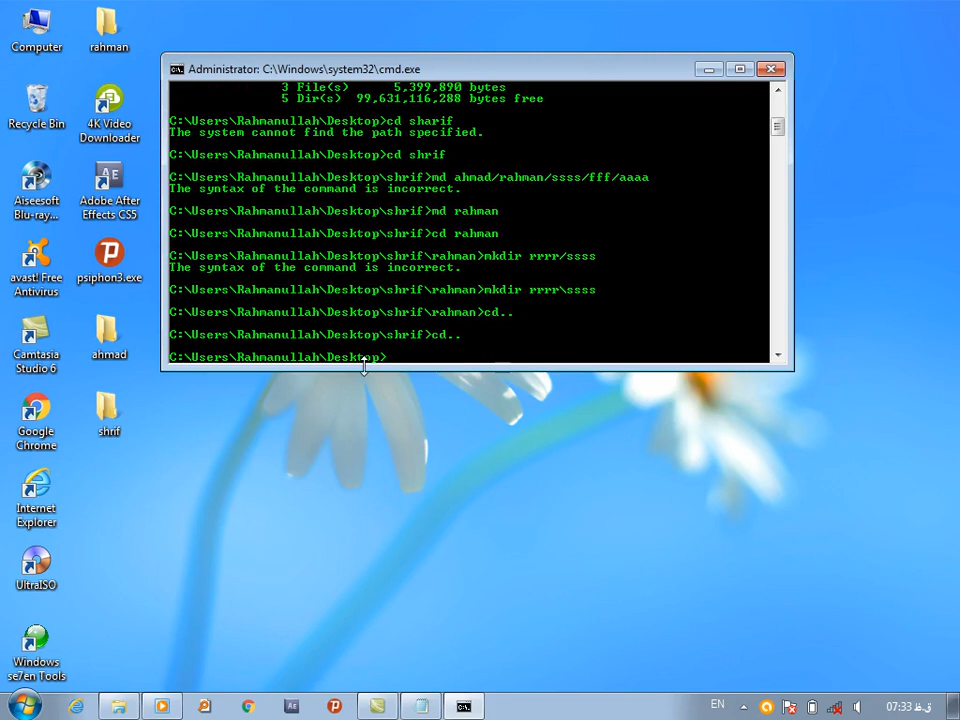 Computer
rahman
Recycle Bin
4K Video
Downloader
Aiseesoft
Blu-ray...
Adobe After
Effects CS5
avast! Free
Antivirus
psiphon3.exe
Camtasia
Studio 6
ahmad
Google
Chrome
shrif
Internet
Explorer
UltraISO
Windows
se7en Tools
Administrator: C:\Windows\system32\cmd.exe
3 File(s) 5,399,890 bytes
5 Dir(s) 99,631,116,288 bytes free
C:\Users\Rahmanullah\Desktop>cd sharif
The system cannot find the path specified.
C:\Users\Rahmanullah\Desktop>cd shrif
C:\Users\Rahmanullah\Desktop\shrif>md ahmad/rahman/ssss/fff/aaaa
The syntax of the command is incorrect.
C:\Users\Rahmanullah\Desktop\shrif>md rahman
C:\Users\Rahmanullah\Desktop\shrif>cd rahman
C:\Users\Rahmanullah\Desktop\shrif\rahman>mkdir rrrr/ssss
The syntax of the command is incorrect.
C:\Users\Rahmanullah\Desktop\shrif\rahman>mkdir rrrr\ssss
C:\Users\Rahmanullah\Desktop\shrif\rahman>cd..
C:\Users\Rahmanullah\Desktop\shrif>cd..
C:\Users\Rahmanullah\Desktop>
EN
07:33 ق.ظ